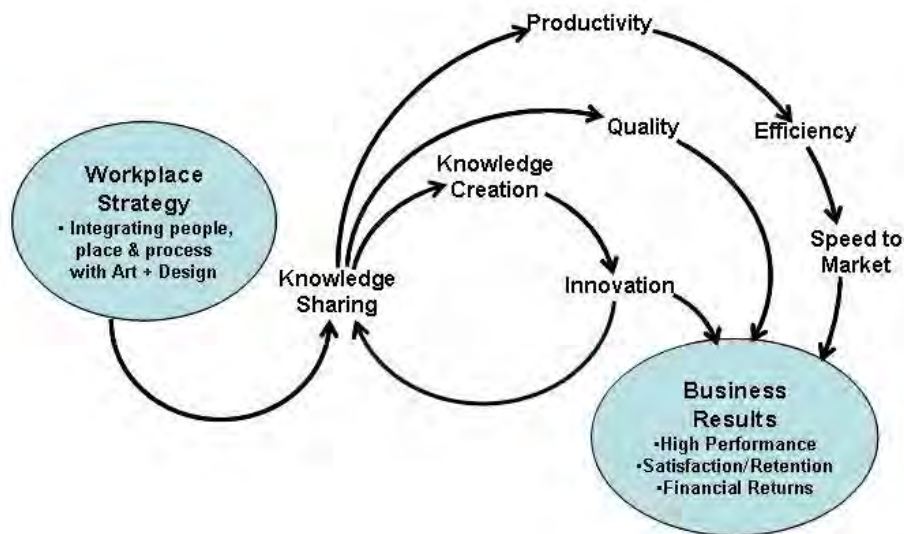 Workplace
Strategy
• Integrating people,
place & process
with Art + Design
Knowledge
Sharing
Productivity
Quality
Knowledge
Creation
Innovation
Efficiency
Speed to
Market
Business
Results
•High Performance
•Satisfaction/Retention
•Financial Returns